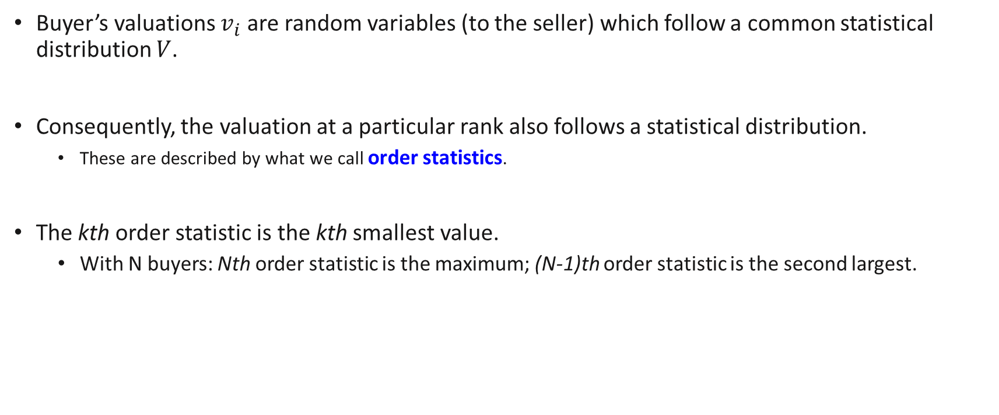 • Buyer’s valuations 𝑣ᵢ are random variables (to the seller) which follow a common statistical
distribution 𝑉.
• Consequently, the valuation at a particular rank also follows a statistical distribution.
• These are described by what we call order statistics.
• The kth order statistic is the kth smallest value.
• With N buyers: Nth order statistic is the maximum; (N-1)th order statistic is the second largest.